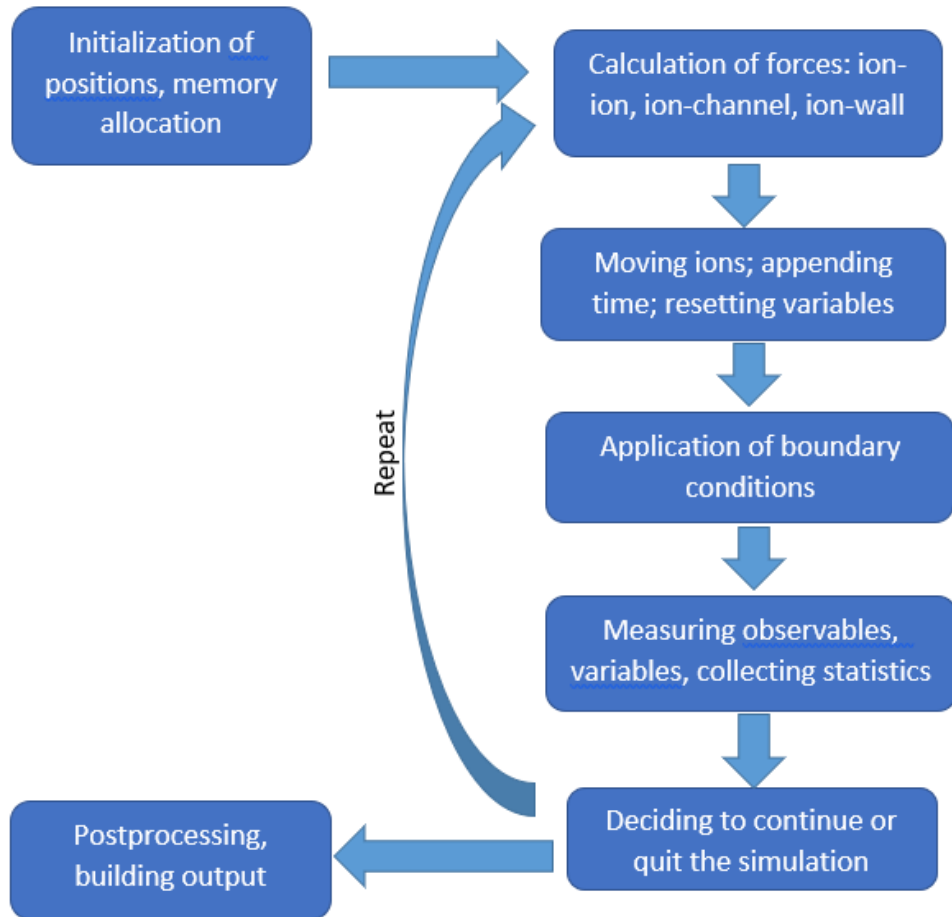 Initialization of
positions, memory
allocation
Calculation of forces: ion-
ion, ion-channel, ion-wall
Moving ions; appending
time; resetting variables
Application of boundary
conditions
Measuring observables,
variables, collecting statistics
Deciding to continue or
quit the simulation
Repeat
Postprocessing,
building output